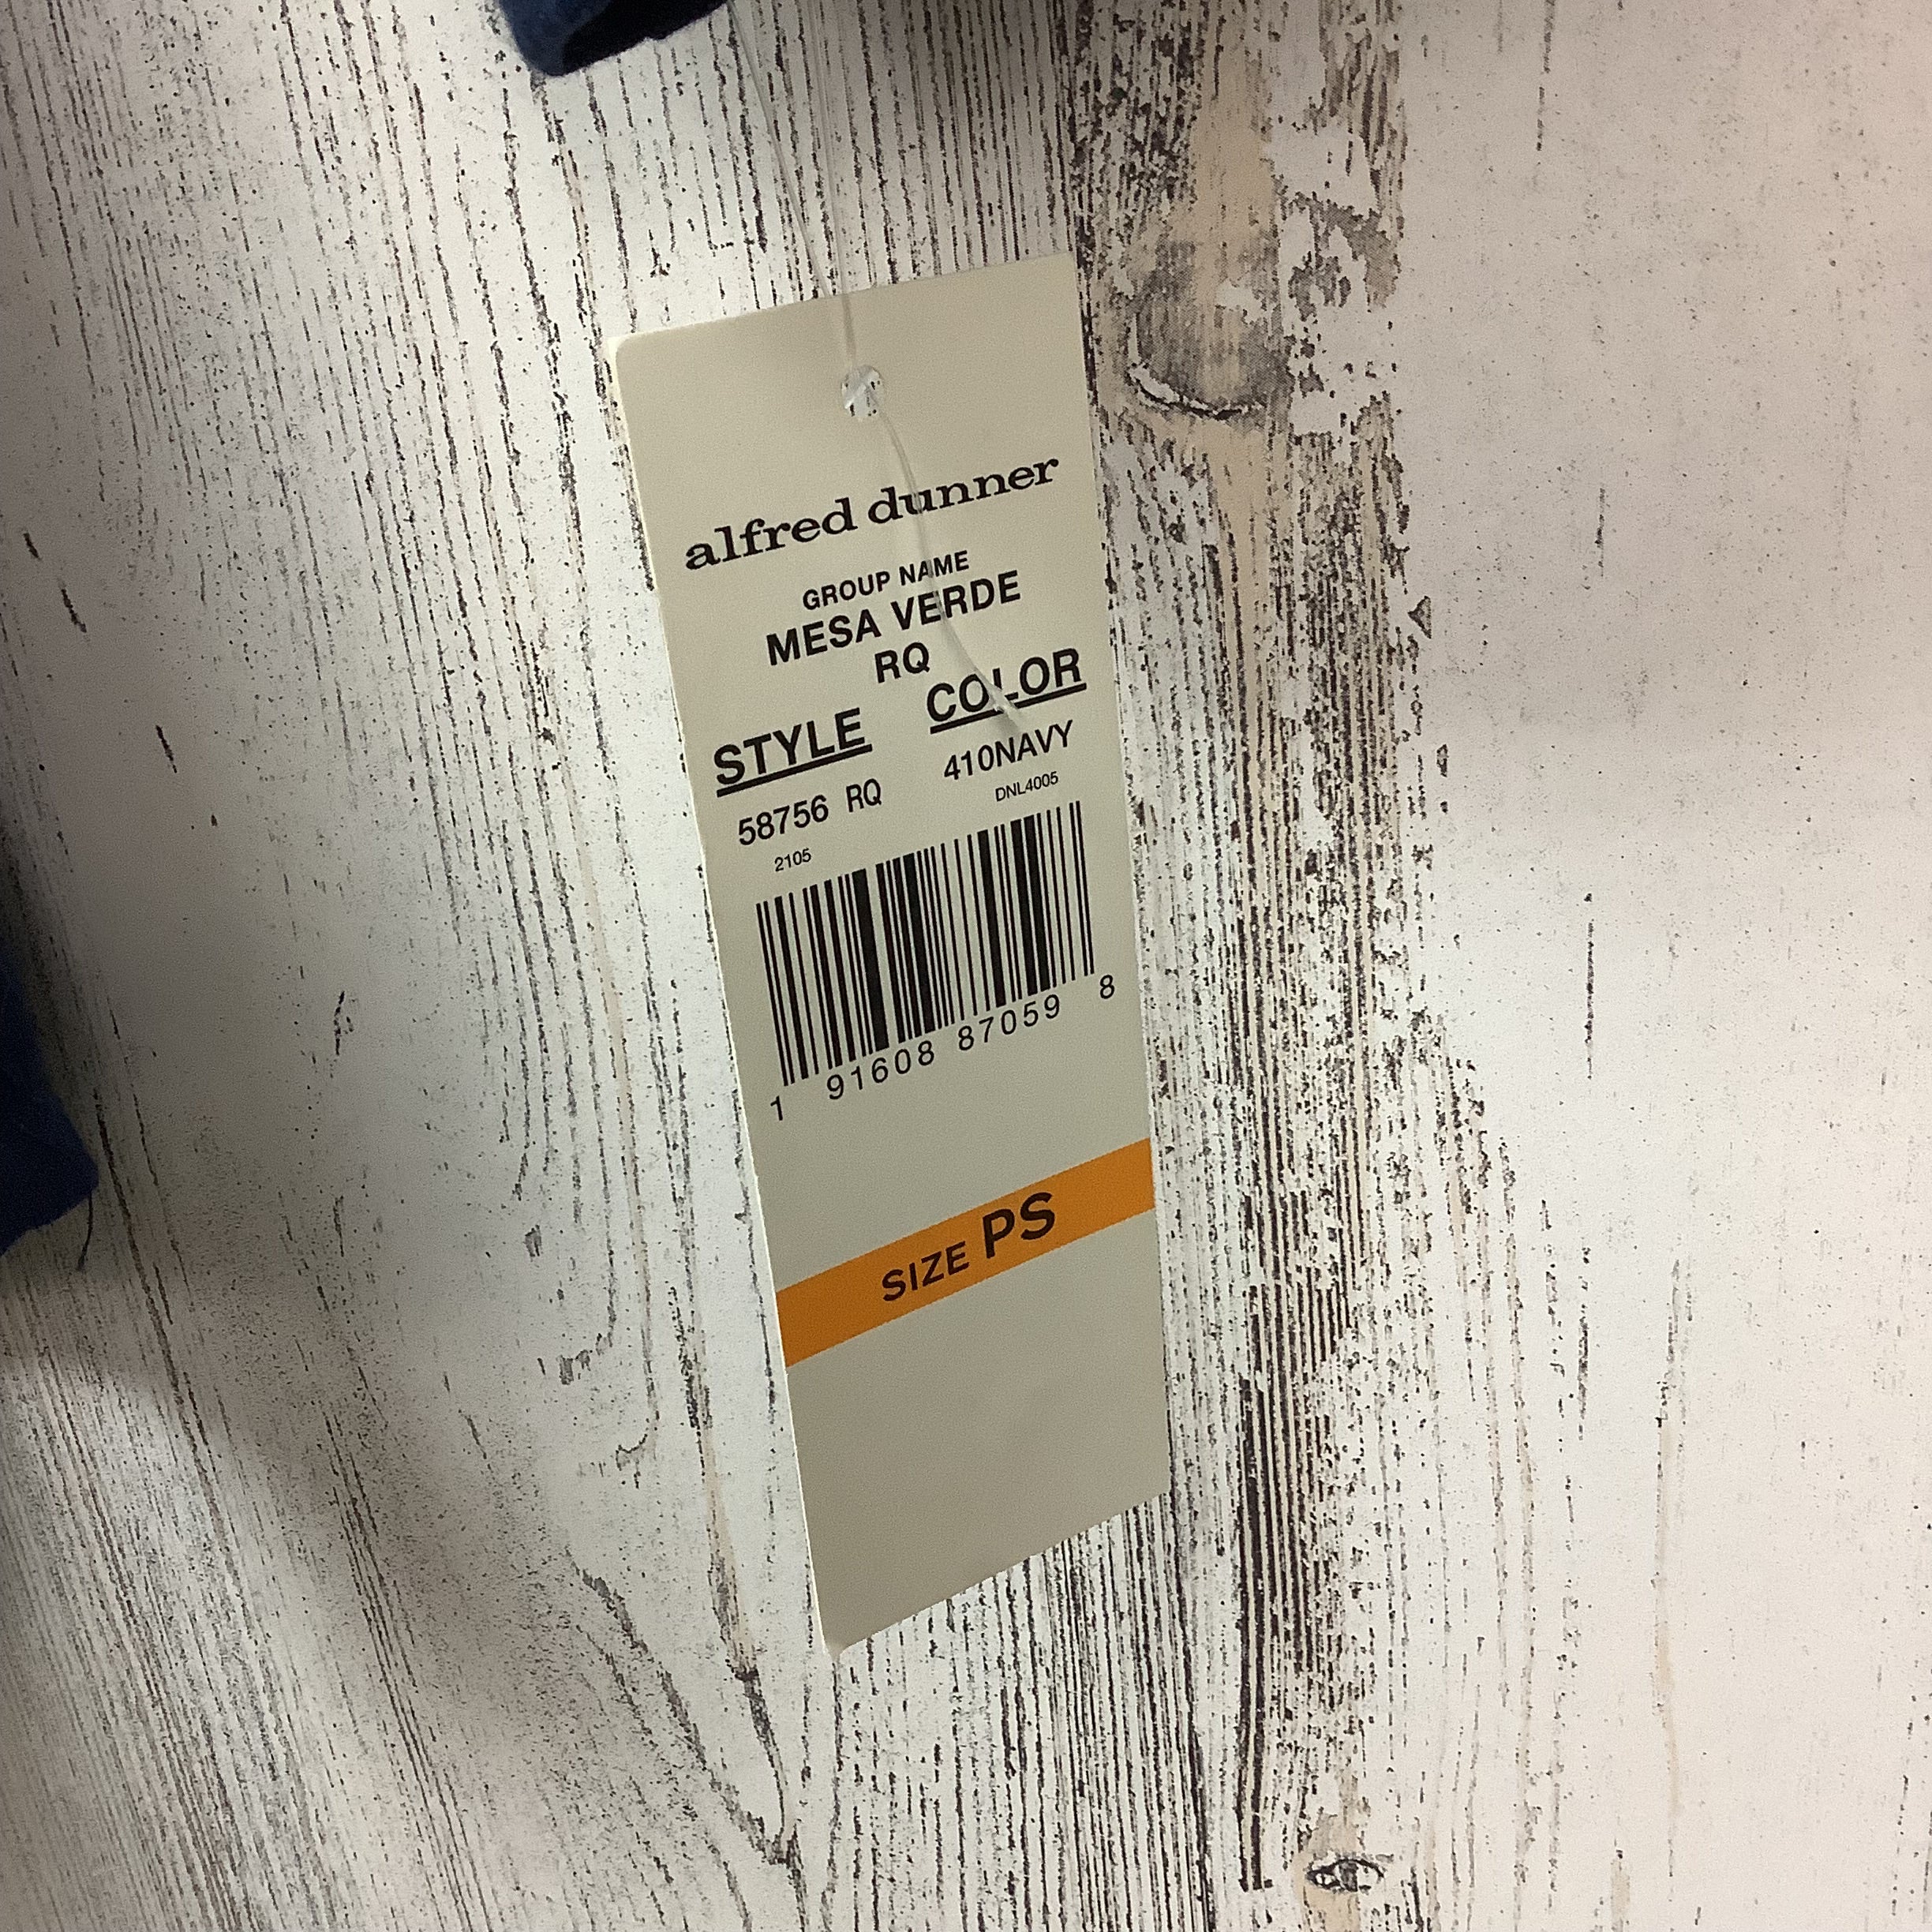 alfred dunner
GROUP NAME
MESA VERDE
RQ
STYLE COLOR
58756 RQ 410NAVY
2105 DNL4005
1 91608 87059 8
SIZE PS